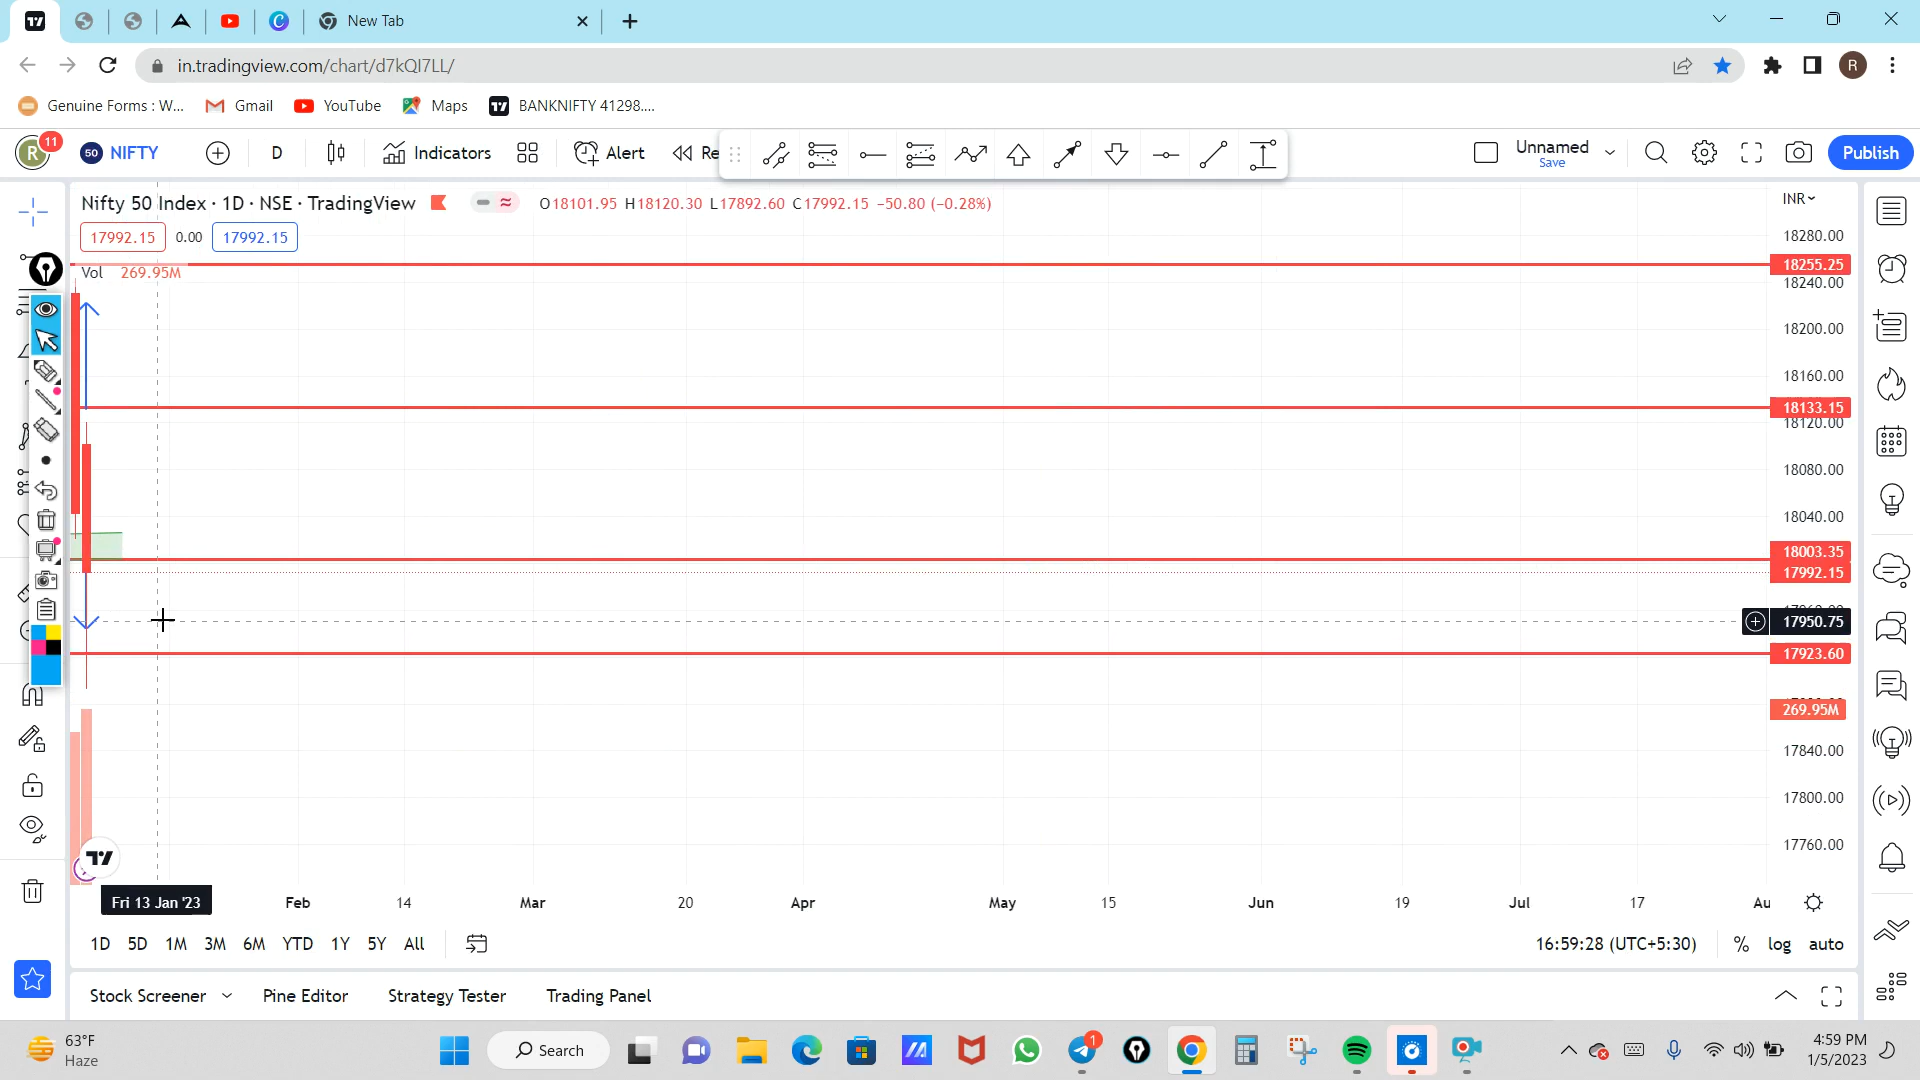 New Tab
in.tradingview.com/chart/d7kQI7LL/
R
Genuine Forms : W...
Gmail
YouTube
Maps
BANKNIFTY 41298....
R
11
50
NIFTY
D
Indicators
Alert
Re
Unnamed
Save
Publish
Nifty 50 Index · 1D · NSE · TradingView
O18101.95 H18120.30 L17892.60 C17992.15 −50.80 (−0.28%)
INR
17992.15
0.00
17992.15
Vol 269.95M
18280.00
18255.25
18240.00
18200.00
18160.00
18133.15
18120.00
18080.00
18040.00
18003.35
17992.15
17950.75
17923.60
269.95M
17840.00
17800.00
17760.00
Fri 13 Jan '23
Feb
14
Mar
20
Apr
May
15
Jun
19
Jul
17
Au
1D 5D 1M 3M 6M YTD 1Y 5Y All
16:59:28 (UTC+5:30)
% log auto
Stock Screener
Pine Editor
Strategy Tester
Trading Panel
63°F
Haze
Search
1
4:59 PM
1/5/2023